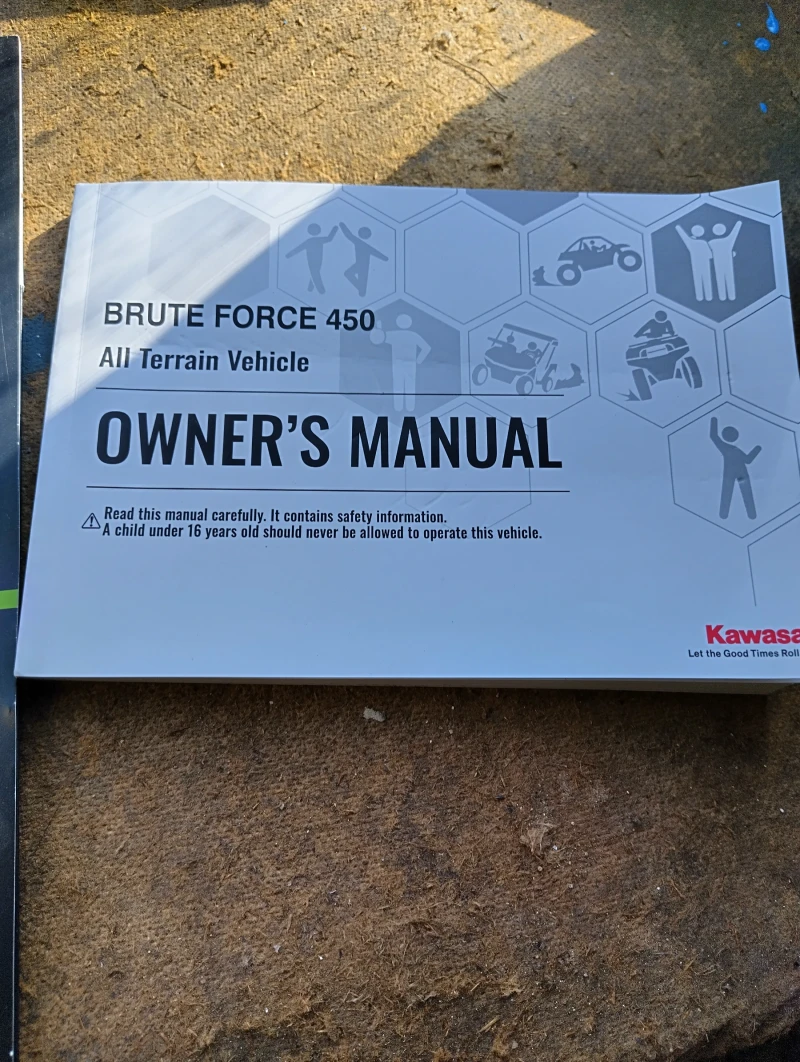 BRUTE FORCE 450
All Terrain Vehicle
OWNER'S MANUAL
Read this manual carefully. It contains safety information.
A child under 16 years old should never be allowed to operate this vehicle.
Kawasa
Let the Good Times Roll